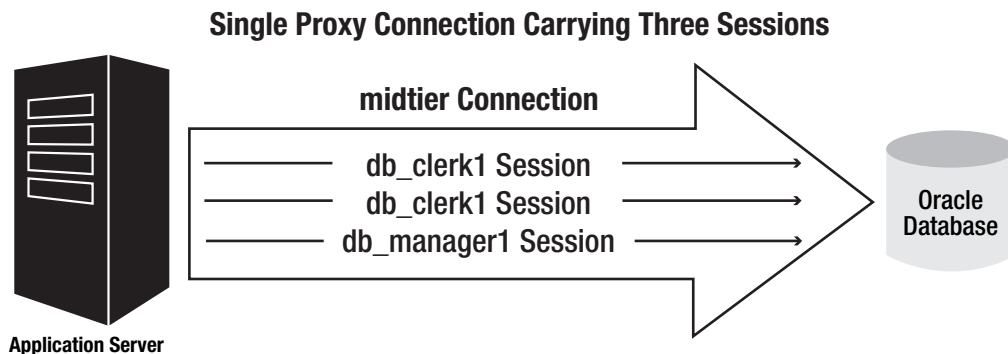 Single Proxy Connection Carrying Three Sessions
midtier Connection
db_clerk1 Session
db_clerk1 Session
db_manager1 Session
Oracle
Database
Application Server